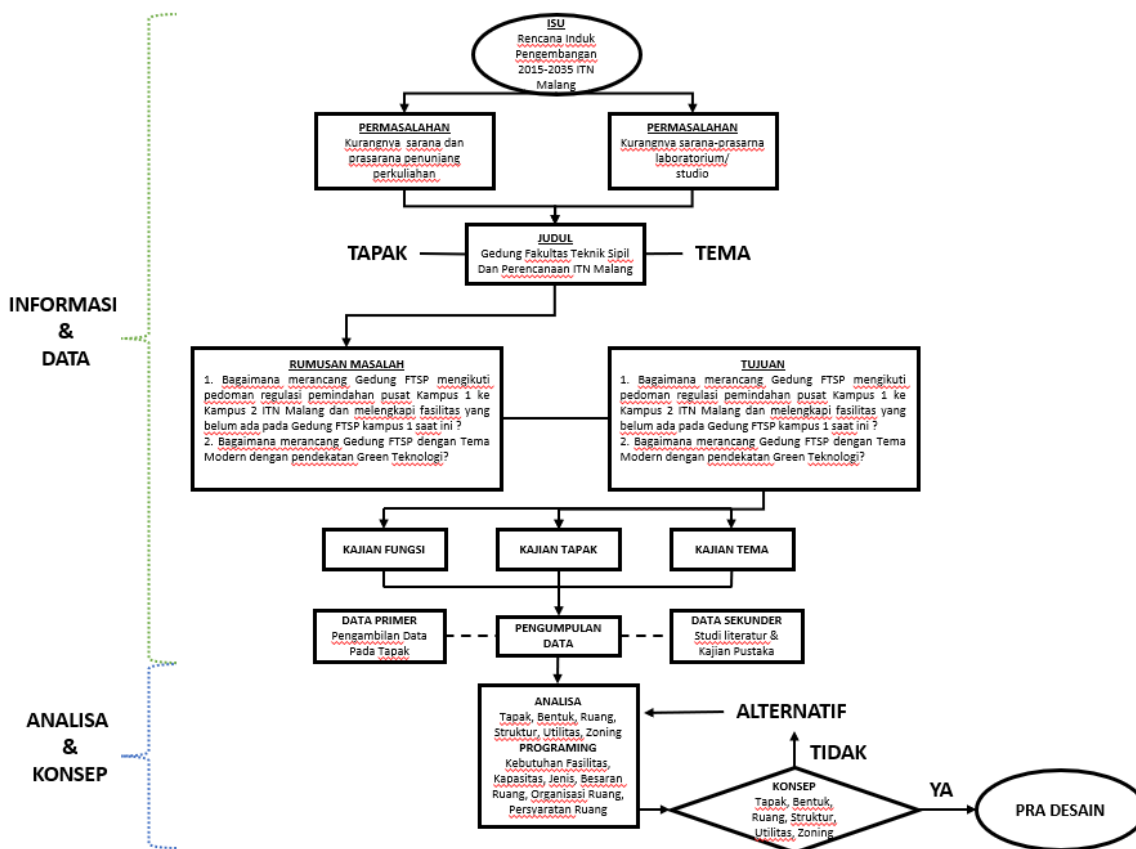 ISU
Rencana Induk
Pengembangan
2015-2035 ITN
Malang
PERMASALAHAN
Kurangnya sarana dan
prasarana penunjang
perkuliahan
PERMASALAHAN
Kurangnya sarana-prasarna
laboratorium/
studio
TAPAK
JUDUL
Gedung Fakultas Teknik Sipil
Dan Perencanaan ITN Malang
TEMA
INFORMASI
&
DATA
RUMUSAN MASALAH
1. Bagaimana merancang Gedung FTSP mengikuti
pedoman regulasi pemindahan pusat Kampus 1 ke
Kampus 2 ITN Malang dan melengkapi fasilitas yang
belum ada pada Gedung FTSP kampus 1 saat ini ?
2. Bagaimana merancang Gedung FTSP dengan Tema
Modern dengan pendekatan Green Teknologi?
TUJUAN
1. Bagaimana merancang Gedung FTSP mengikuti
pedoman regulasi pemindahan pusat Kampus 1 ke
Kampus 2 ITN Malang dan melengkapi fasilitas yang
belum ada pada Gedung FTSP kampus 1 saat ini ?
2. Bagaimana merancang Gedung FTSP dengan Tema
Modern dengan pendekatan Green Teknologi?
KAJIAN FUNGSI
KAJIAN TAPAK
KAJIAN TEMA
DATA PRIMER
Pengambilan Data
Pada Tapak
PENGUMPULAN
DATA
DATA SEKUNDER
Studi literatur &
Kajian Pustaka
ANALISA
&
KONSEP
ANALISA
Tapak, Bentuk, Ruang,
Struktur, Utilitas, Zoning
PROGRAMING
Kebutuhan Fasilitas,
Kapasitas, Jenis, Besaran
Ruang, Organisasi Ruang,
Persyaratan Ruang
ALTERNATIF
TIDAK
KONSEP
Tapak, Bentuk,
Ruang, Struktur,
Utilitas, Zoning
YA
PRA DESAIN